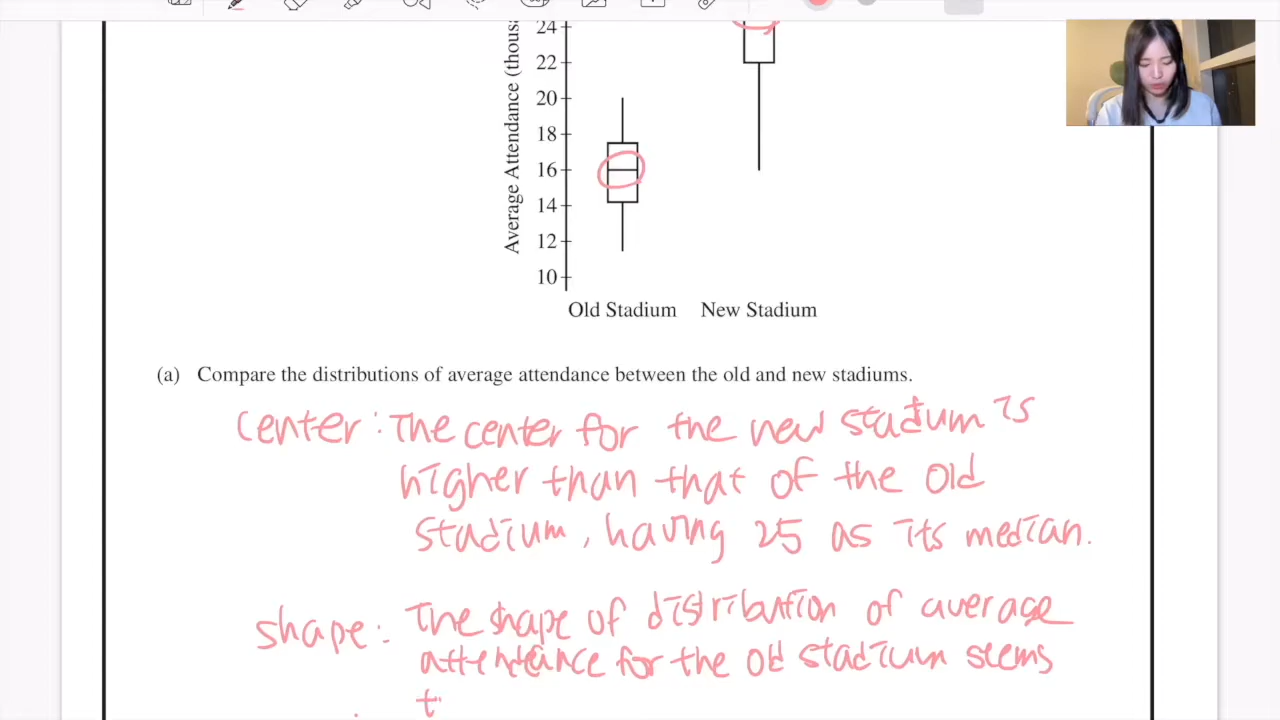 Average Attendance (thous
24
22
20
18
16
14
12
10
Old Stadium New Stadium
(a) Compare the distributions of average attendance between the old and new stadiums.
center: The center for the new stadium is
higher than that of the old
stadium, having 25 as its median.
shape: The shape of distribution of average
attendance for the old stadium seems
t